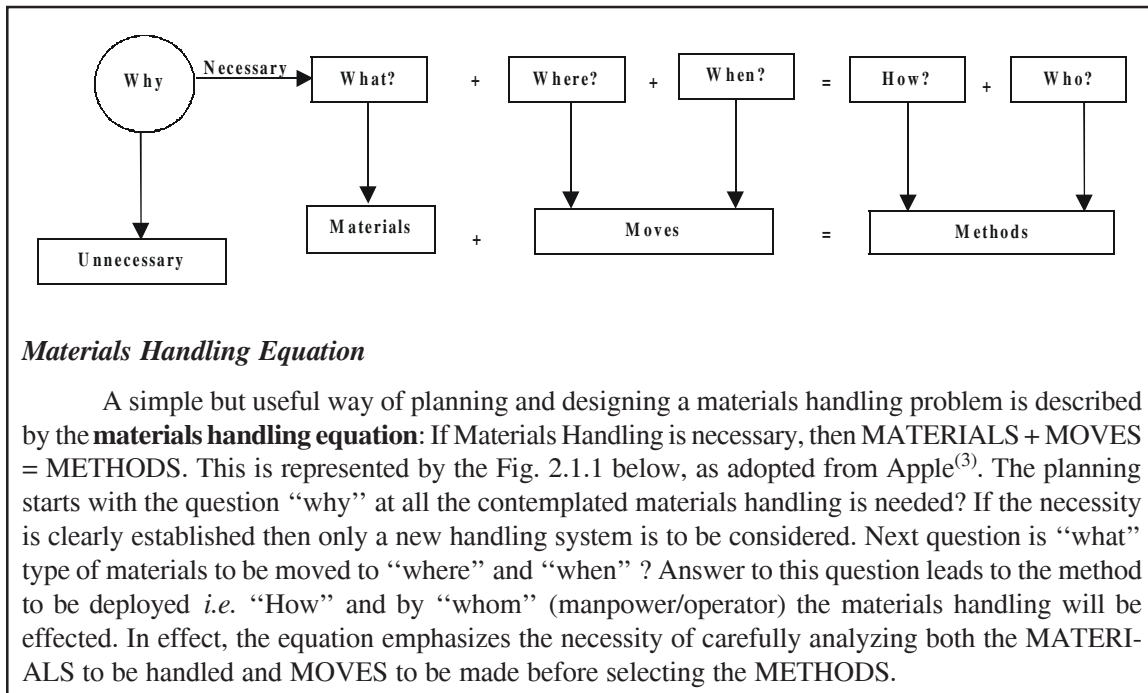 Why Necessary What? + Where? + When? = How? + Who?
Unnecessary Materials + Moves = Methods
Materials Handling Equation
A simple but useful way of planning and designing a materials handling problem is described
by the materials handling equation: If Materials Handling is necessary, then MATERIALS + MOVES
= METHODS. This is represented by the Fig. 2.1.1 below, as adopted from Apple(3). The planning
starts with the question ‘‘why’’ at all the contemplated materials handling is needed? If the necessity
is clearly established then only a new handling system is to be considered. Next question is ‘‘what’’
type of materials to be moved to ‘‘where’’ and ‘‘when’’ ? Answer to this question leads to the method
to be deployed i.e. ‘‘How’’ and by ‘‘whom’’ (manpower/operator) the materials handling will be
effected. In effect, the equation emphasizes the necessity of carefully analyzing both the MATERI-
ALS to be handled and MOVES to be made before selecting the METHODS.